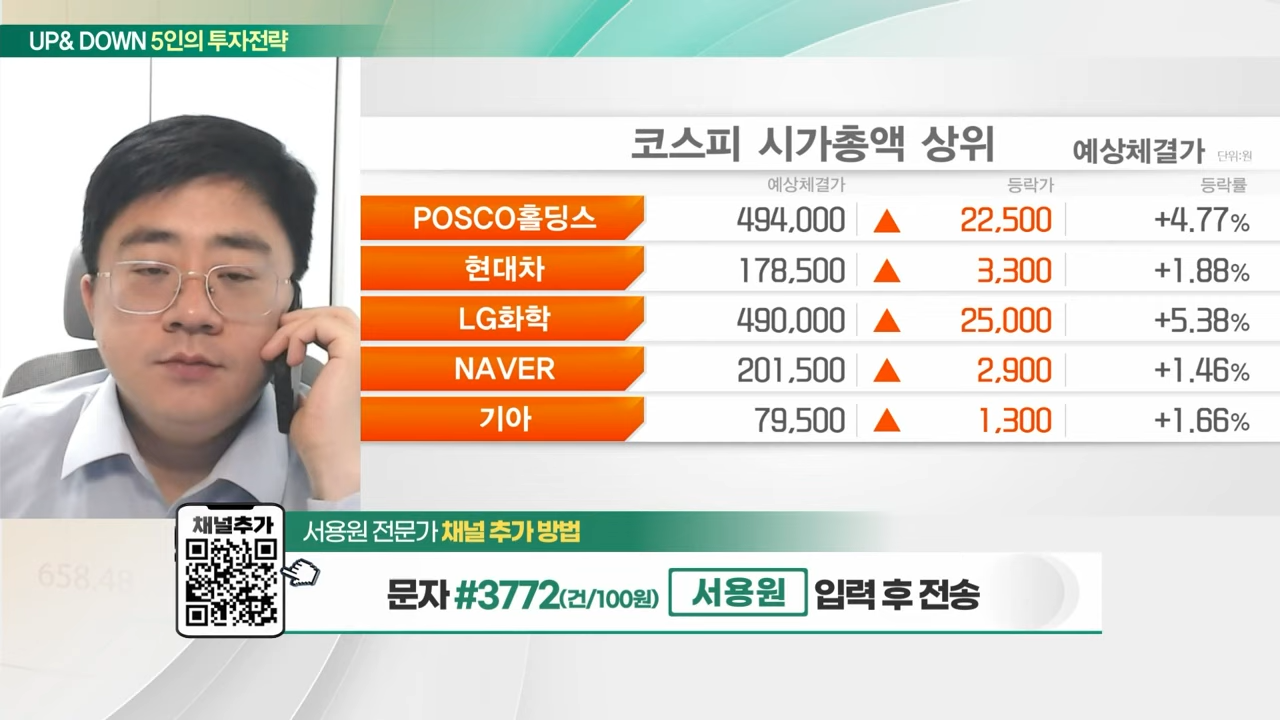 UP& DOWN 5인의 투자전략
코스피 시가총액 상위 예상체결가 단위:원
예상체결가 등락가 등락률
POSCO홀딩스 494,000 ▲ 22,500 +4.77%
현대차 178,500 ▲ 3,300 +1.88%
LG화학 490,000 ▲ 25,000 +5.38%
NAVER 201,500 ▲ 2,900 +1.46%
기아 79,500 ▲ 1,300 +1.66%
채널추가
서용원 전문가 채널 추가 방법
658.48
문자 #3772(건/100원) 서용원 입력 후 전송